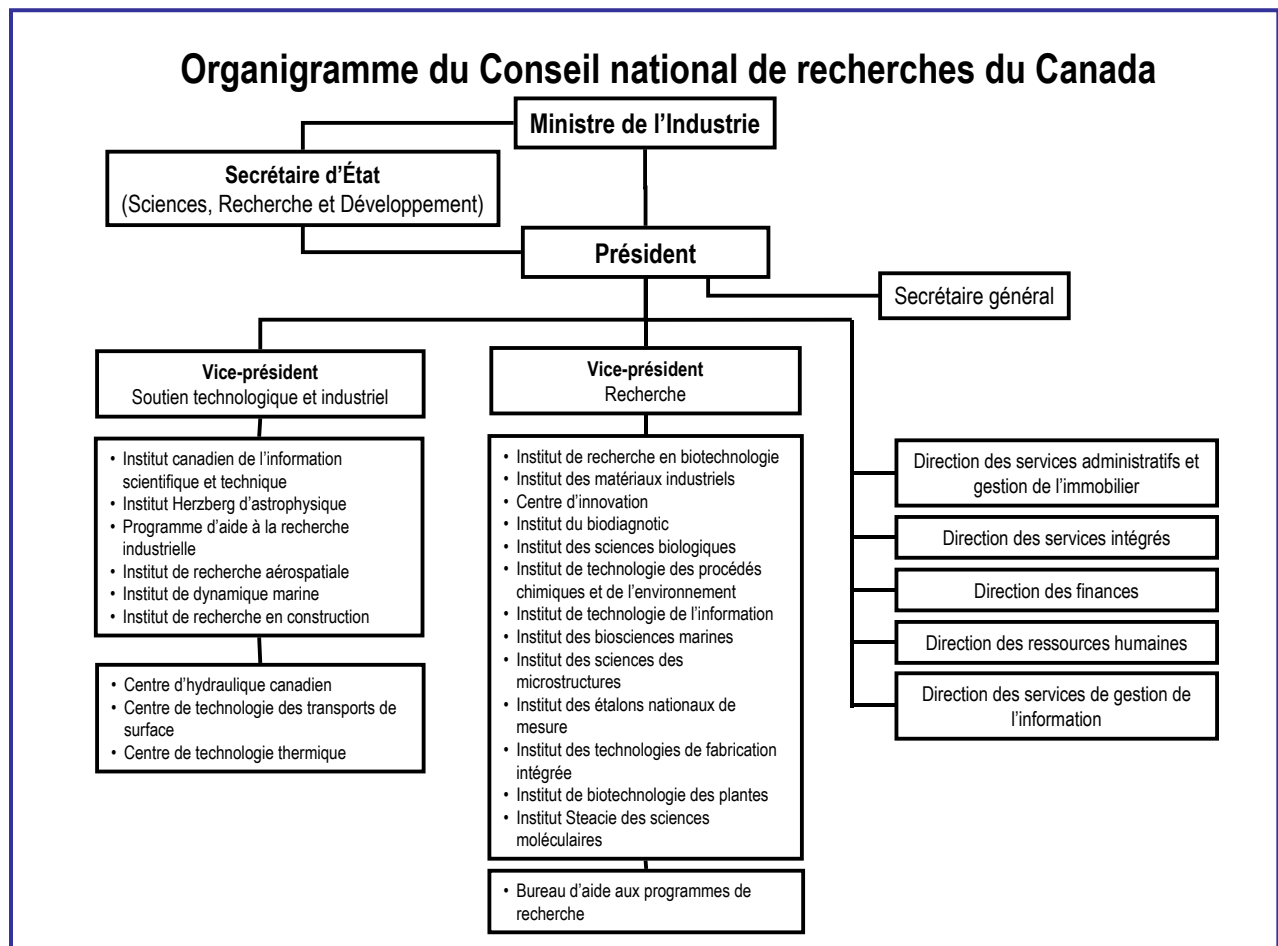 Organigramme du Conseil national de recherches du Canada
Ministre de l'Industrie
Secrétaire d'État
(Sciences, Recherche et Développement)
Président
Secrétaire général
Vice-président
Soutien technologique et industriel
• Institut canadien de l'information
scientifique et technique
• Institut Herzberg d'astrophysique
• Programme d'aide à la recherche
industrielle
• Institut de recherche aérospatiale
• Institut de dynamique marine
• Institut de recherche en construction
• Centre d'hydraulique canadien
• Centre de technologie des transports de
surface
• Centre de technologie thermique
Vice-président
Recherche
• Institut de recherche en biotechnologie
• Institut des matériaux industriels
• Centre d'innovation
• Institut du biodiagnotic
• Institut des sciences biologiques
• Institut de technologie des procédés
chimiques et de l'environnement
• Institut de technologie de l'information
• Institut des biosciences marines
• Institut des sciences des
microstructures
• Institut des étalons nationaux de
mesure
• Institut des technologies de fabrication
intégrée
• Institut de biotechnologie des plantes
• Institut Steacie des sciences
moléculaires
• Bureau d'aide aux programmes de
recherche
Direction des services administratifs et
gestion de l'immobilier
Direction des services intégrés
Direction des finances
Direction des ressources humaines
Direction des services de gestion de
l'information